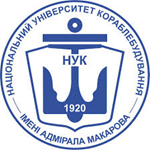 НАЦІОНАЛЬНИЙ УНІВЕРСИТЕТ КОРАБЛЕБУДУВАННЯ
НУК
1920
ІМЕНІ АДМІРАЛА МАКАРОВА